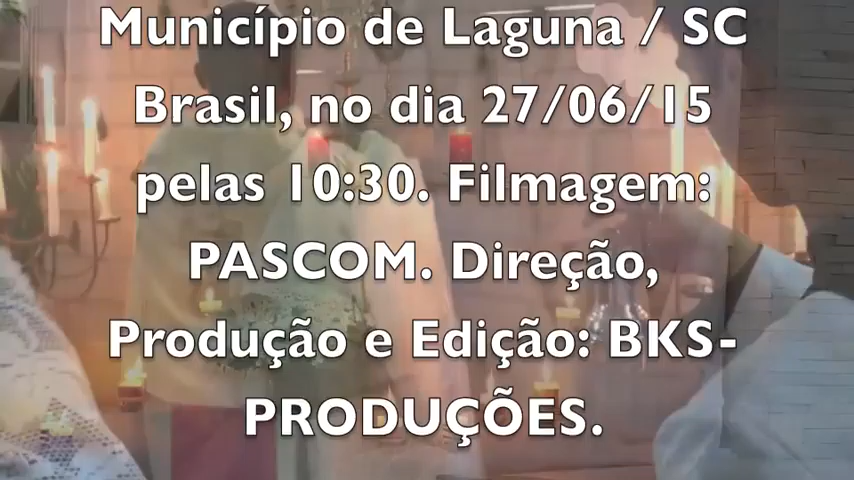 Município de Laguna / SC
Brasil, no dia 27/06/15
pelas 10:30. Filmagem:
PASCOM. Direção,
Produção e Edição: BKS-
PRODUÇÕES.